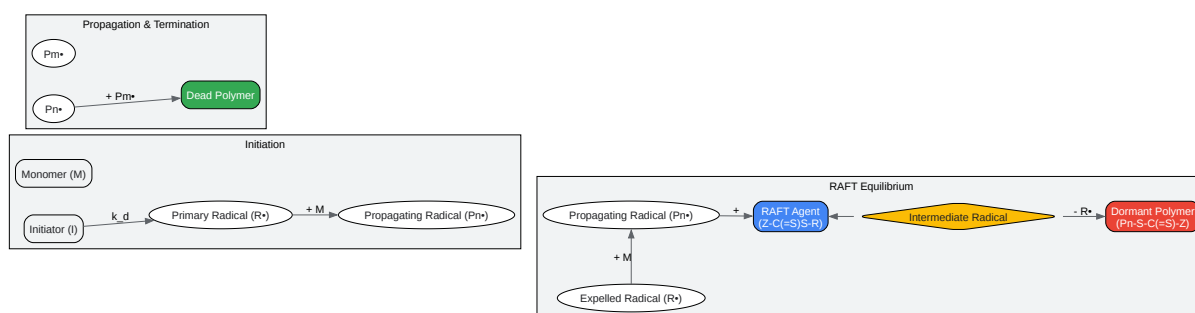 Propagation & Termination
Pm•
Pn•
+ Pm•
Dead Polymer
Initiation
Monomer (M)
Initiator (I)
k_d
Primary Radical (R•)
+ M
Propagating Radical (Pn•)
RAFT Equilibrium
Propagating Radical (Pn•)
+
RAFT Agent
(Z-C(=S)S-R)
Intermediate Radical
- R•
Dormant Polymer
(Pn-S-C(=S)-Z)
+ M
Expelled Radical (R•)